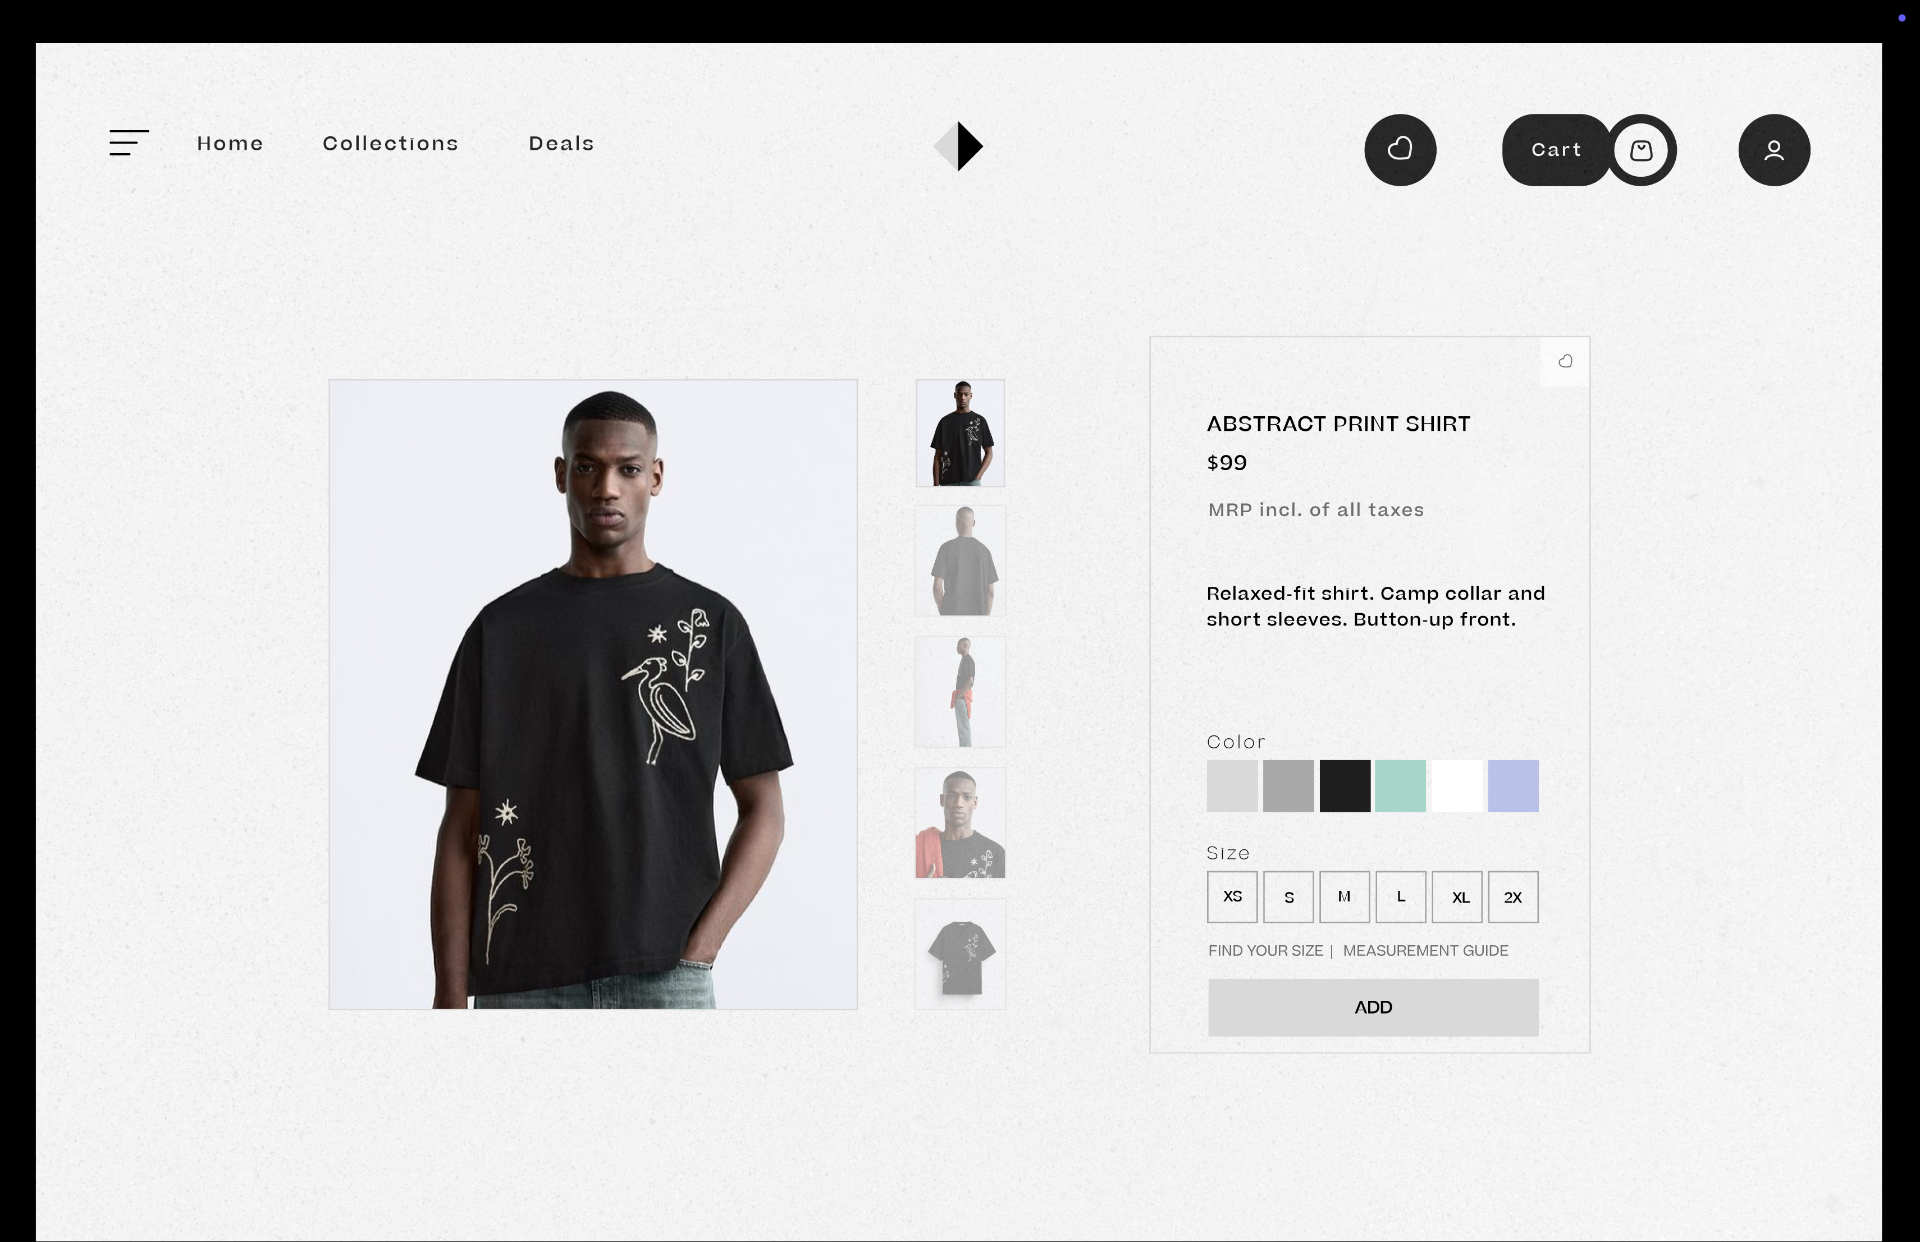 Home
Collections
Deals
Cart
ABSTRACT PRINT SHIRT
$99
MRP incl. of all taxes
Relaxed-fit shirt. Camp collar and
short sleeves. Button-up front.
Color
Size
XS
S
M
L
XL
2X
FIND YOUR SIZE | MEASUREMENT GUIDE
ADD